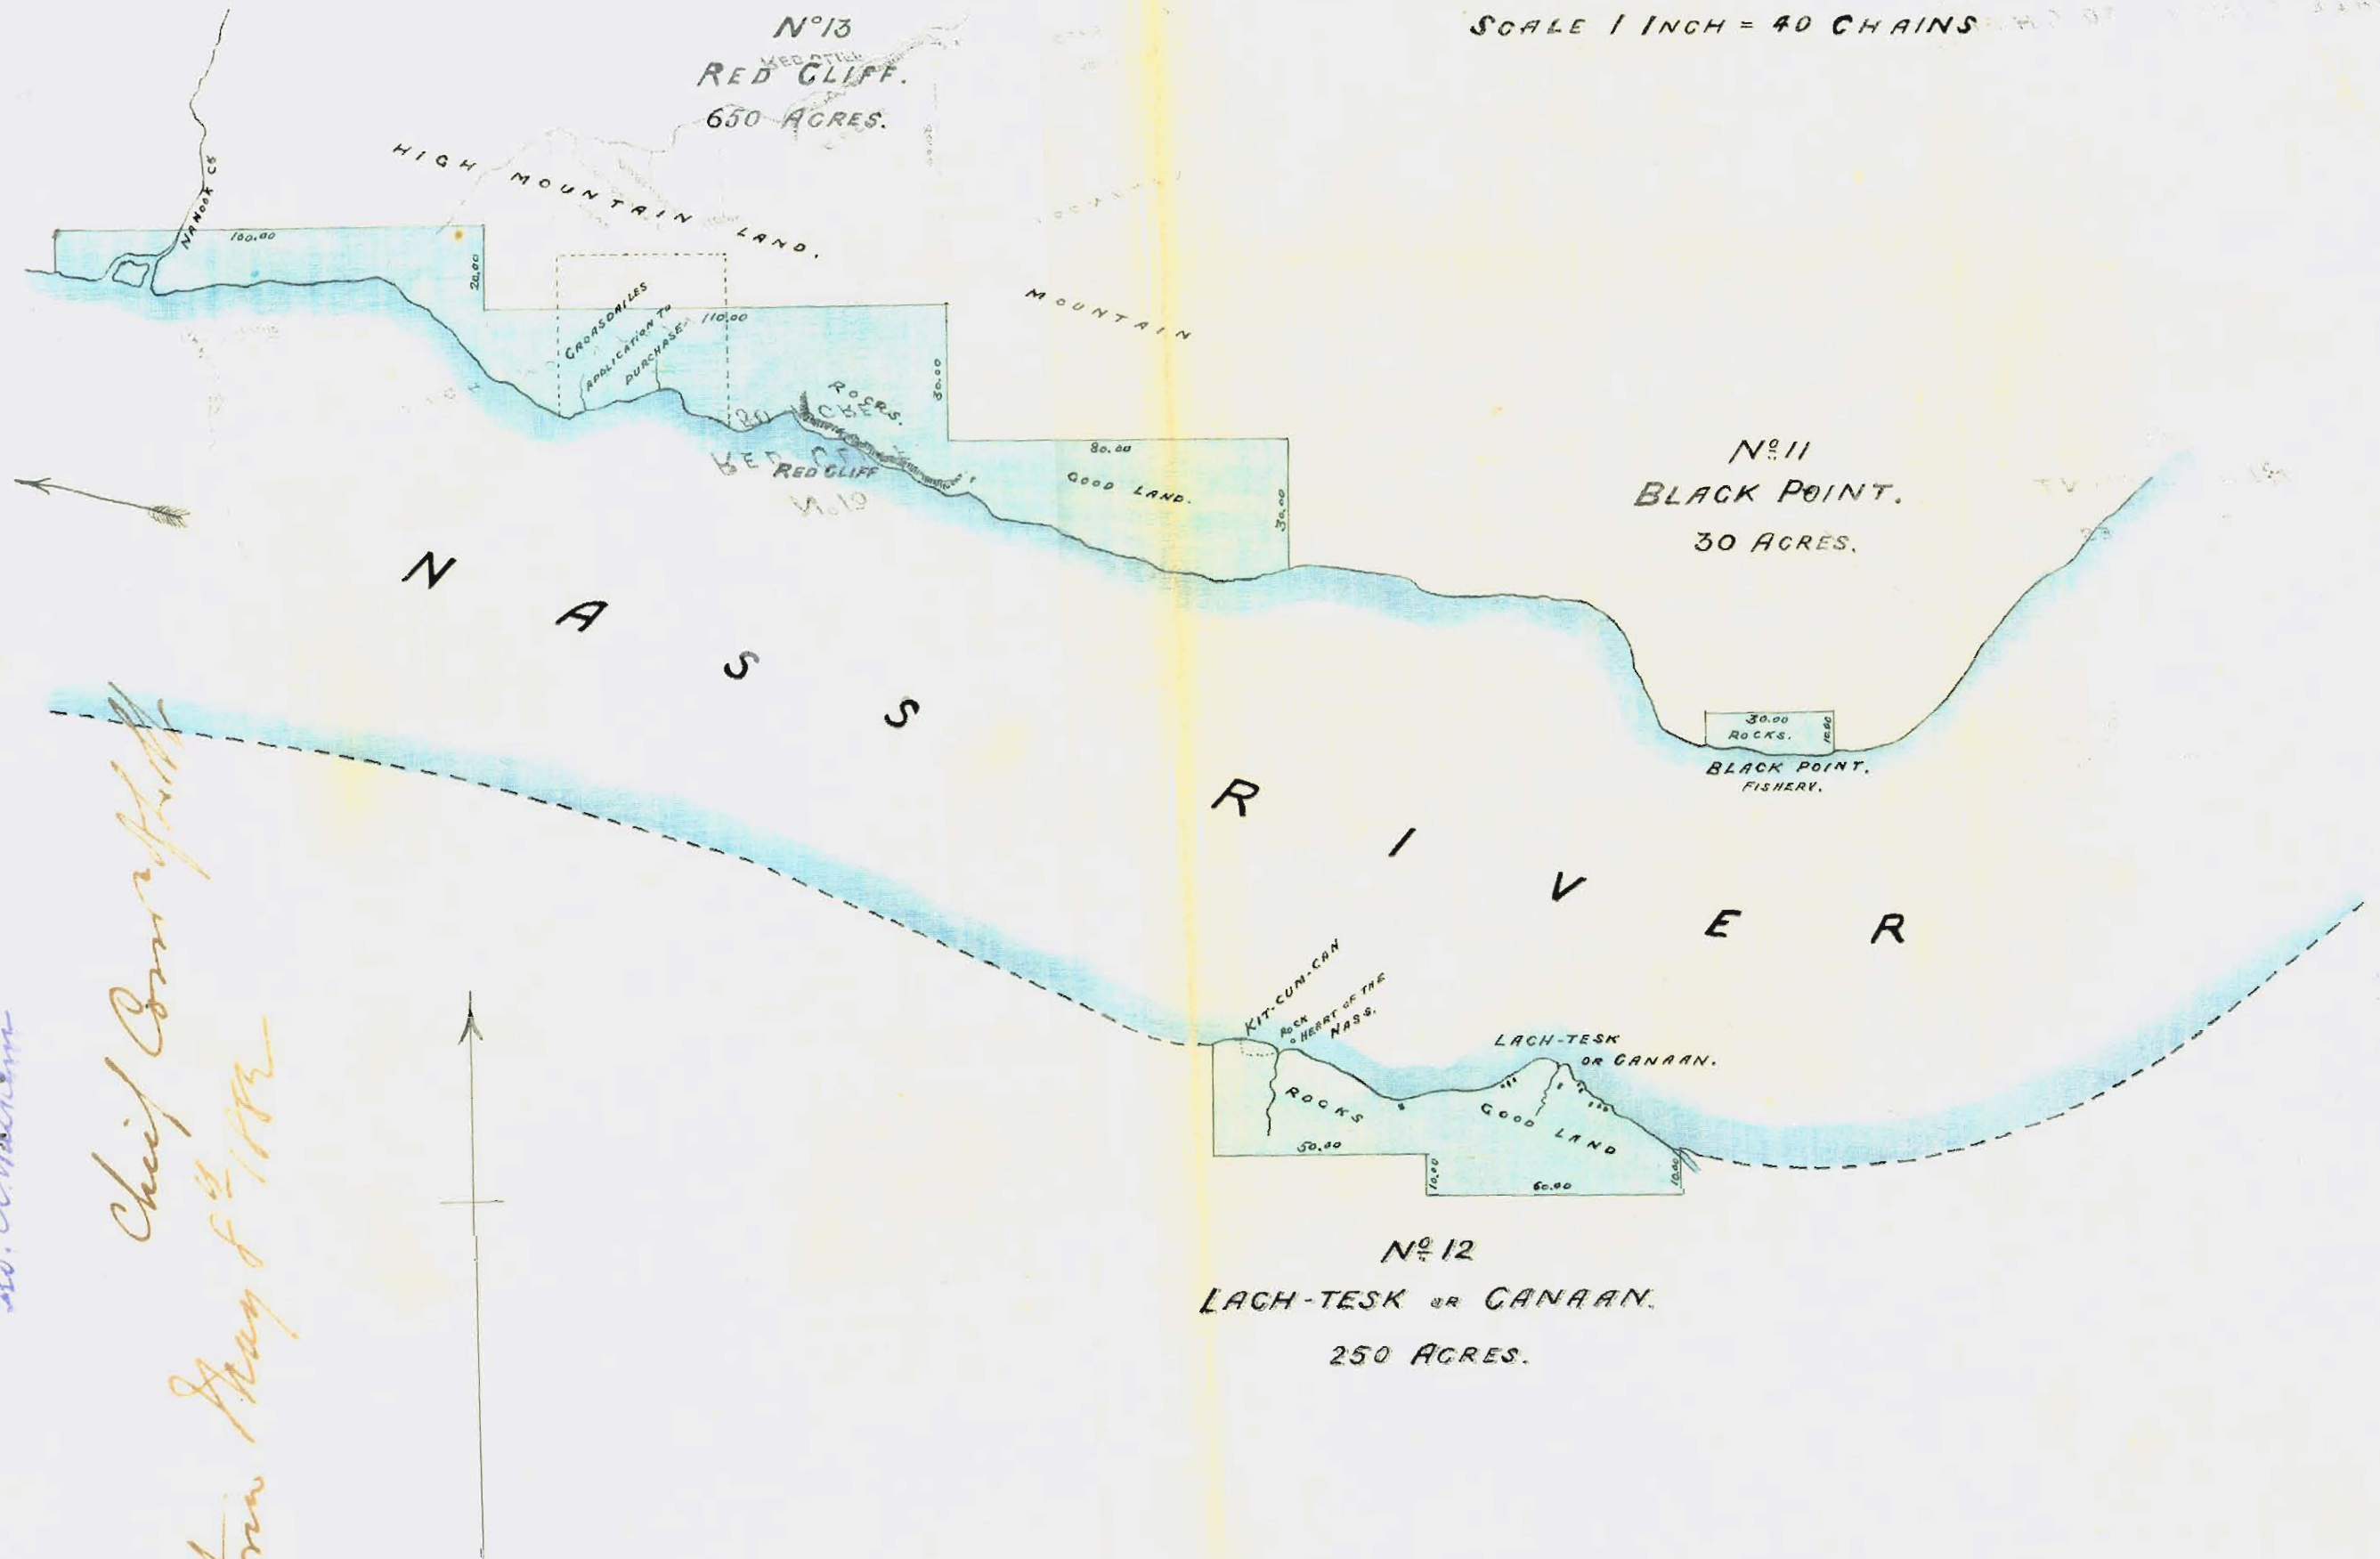 Nº 13
RED CLIFF.
650 ACRES.
SCALE 1 INCH = 40 CHAINS
HIGH MOUNTAIN LAND.
NANOOK CR
100.00
20.00
CROASDAILES
APPLICATION TO
PURCHASE
110.00
30.00
MOUNTAIN
ROCKS.
RED CLIFF
80.00
GOOD LAND.
30.00
Nº 11
BLACK POINT.
30 ACRES.
30.00
ROCKS.
10.00
BLACK POINT.
FISHERY.
NASS RIVER
KIT-CUM-CAN
ROCK
HEART OF THE
NASS.
LACH-TESK
OR CANAAN.
ROCKS
GOOD LAND
50.00
10.00
60.00
10.00
Nº 12
LACH-TESK OR CANAAN.
250 ACRES.
Chief
May 8th